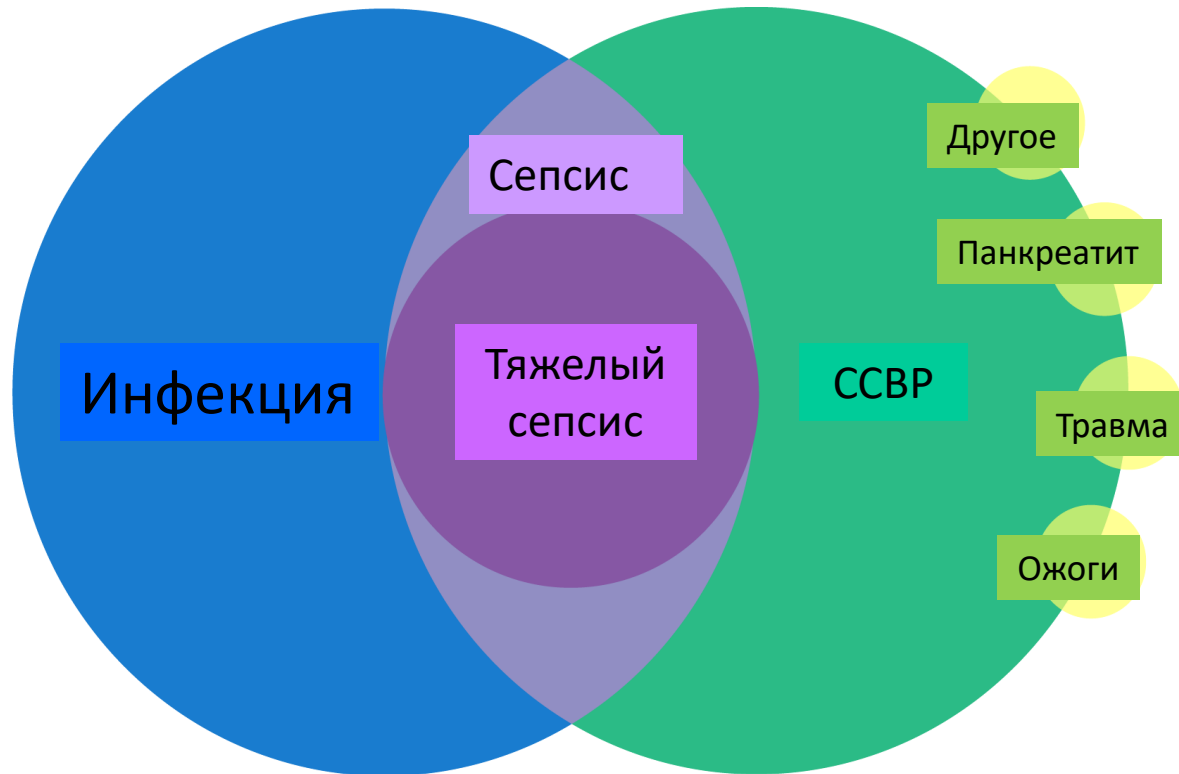 Сепсис
Инфекция
Тяжелый
сепсис
ССВР
Другое
Панкреатит
Травма
Ожоги